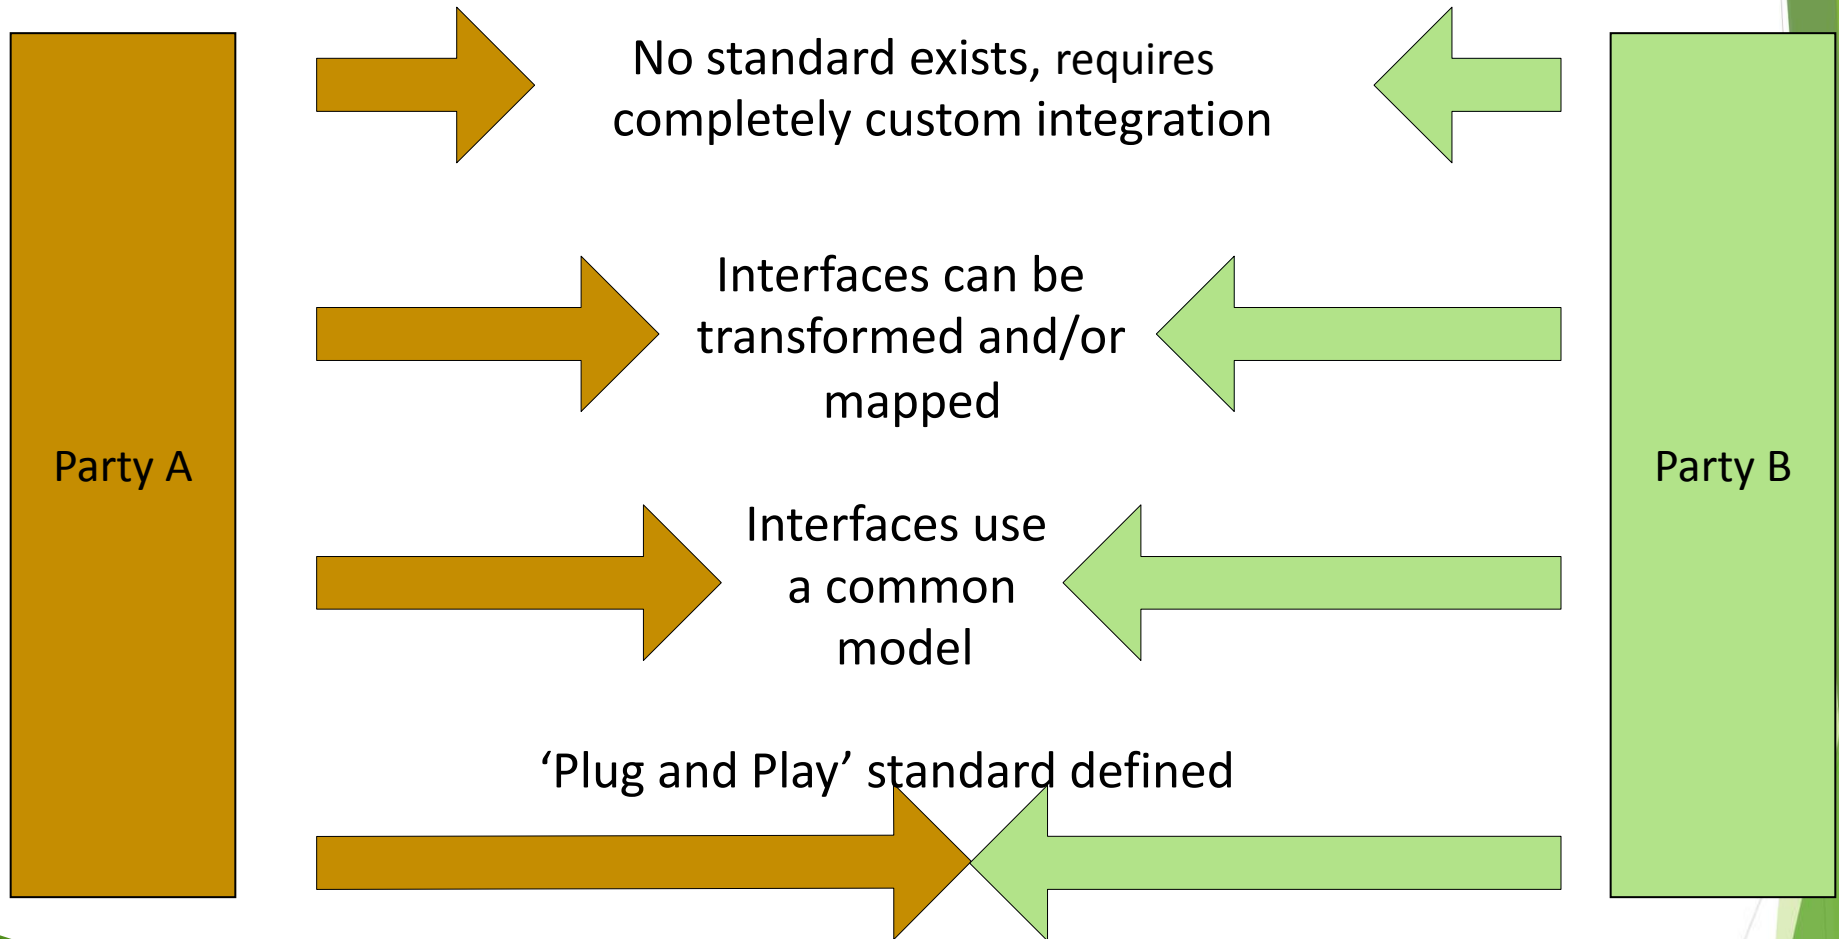 No standard exists, requires
completely custom integration
Interfaces can be
transformed and/or
mapped
Party A
Party B
Interfaces use
a common
model
‘Plug and Play’ standard defined